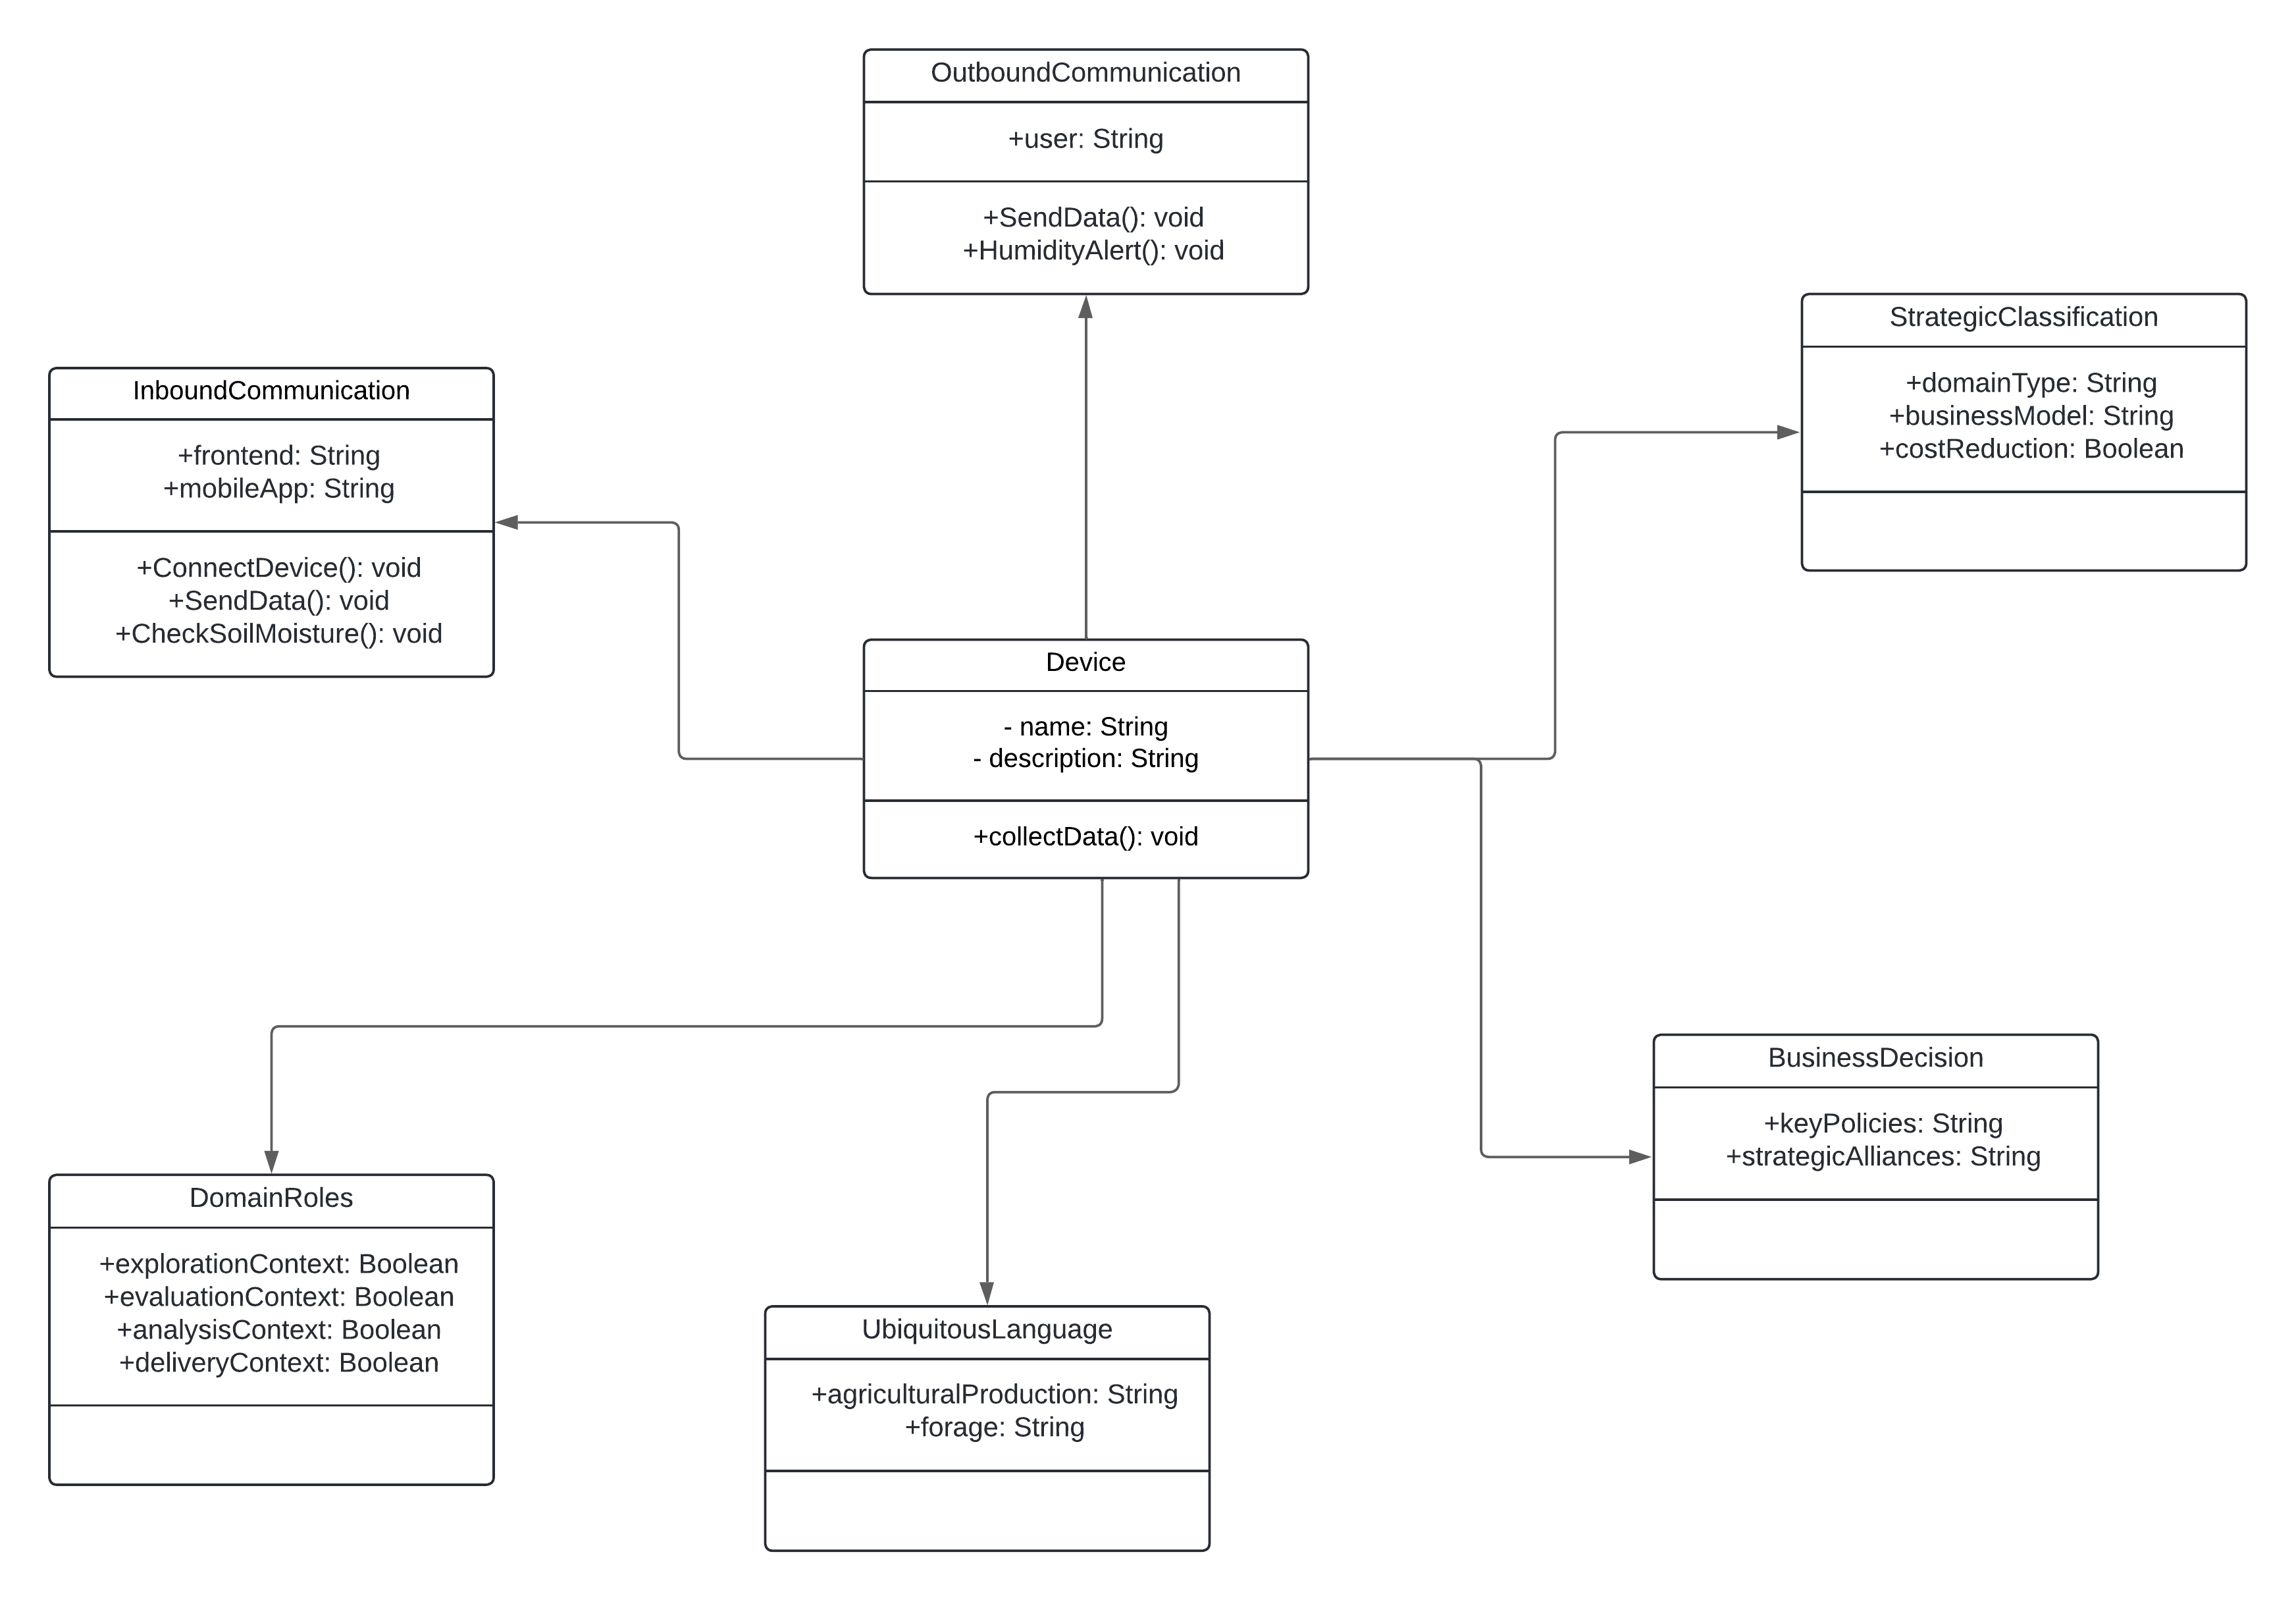 OutboundCommunication
+user: String
+SendData(): void
+HumidityAlert(): void
StrategicClassification
+domainType: String
+businessModel: String
+costReduction: Boolean
InboundCommunication
+frontend: String
+mobileApp: String
+ConnectDevice(): void
+SendData(): void
+CheckSoilMoisture(): void
Device
- name: String
- description: String
+collectData(): void
BusinessDecision
+keyPolicies: String
+strategicAlliances: String
DomainRoles
+explorationContext: Boolean
+evaluationContext: Boolean
+analysisContext: Boolean
+deliveryContext: Boolean
UbiquitousLanguage
+agriculturalProduction: String
+forage: String